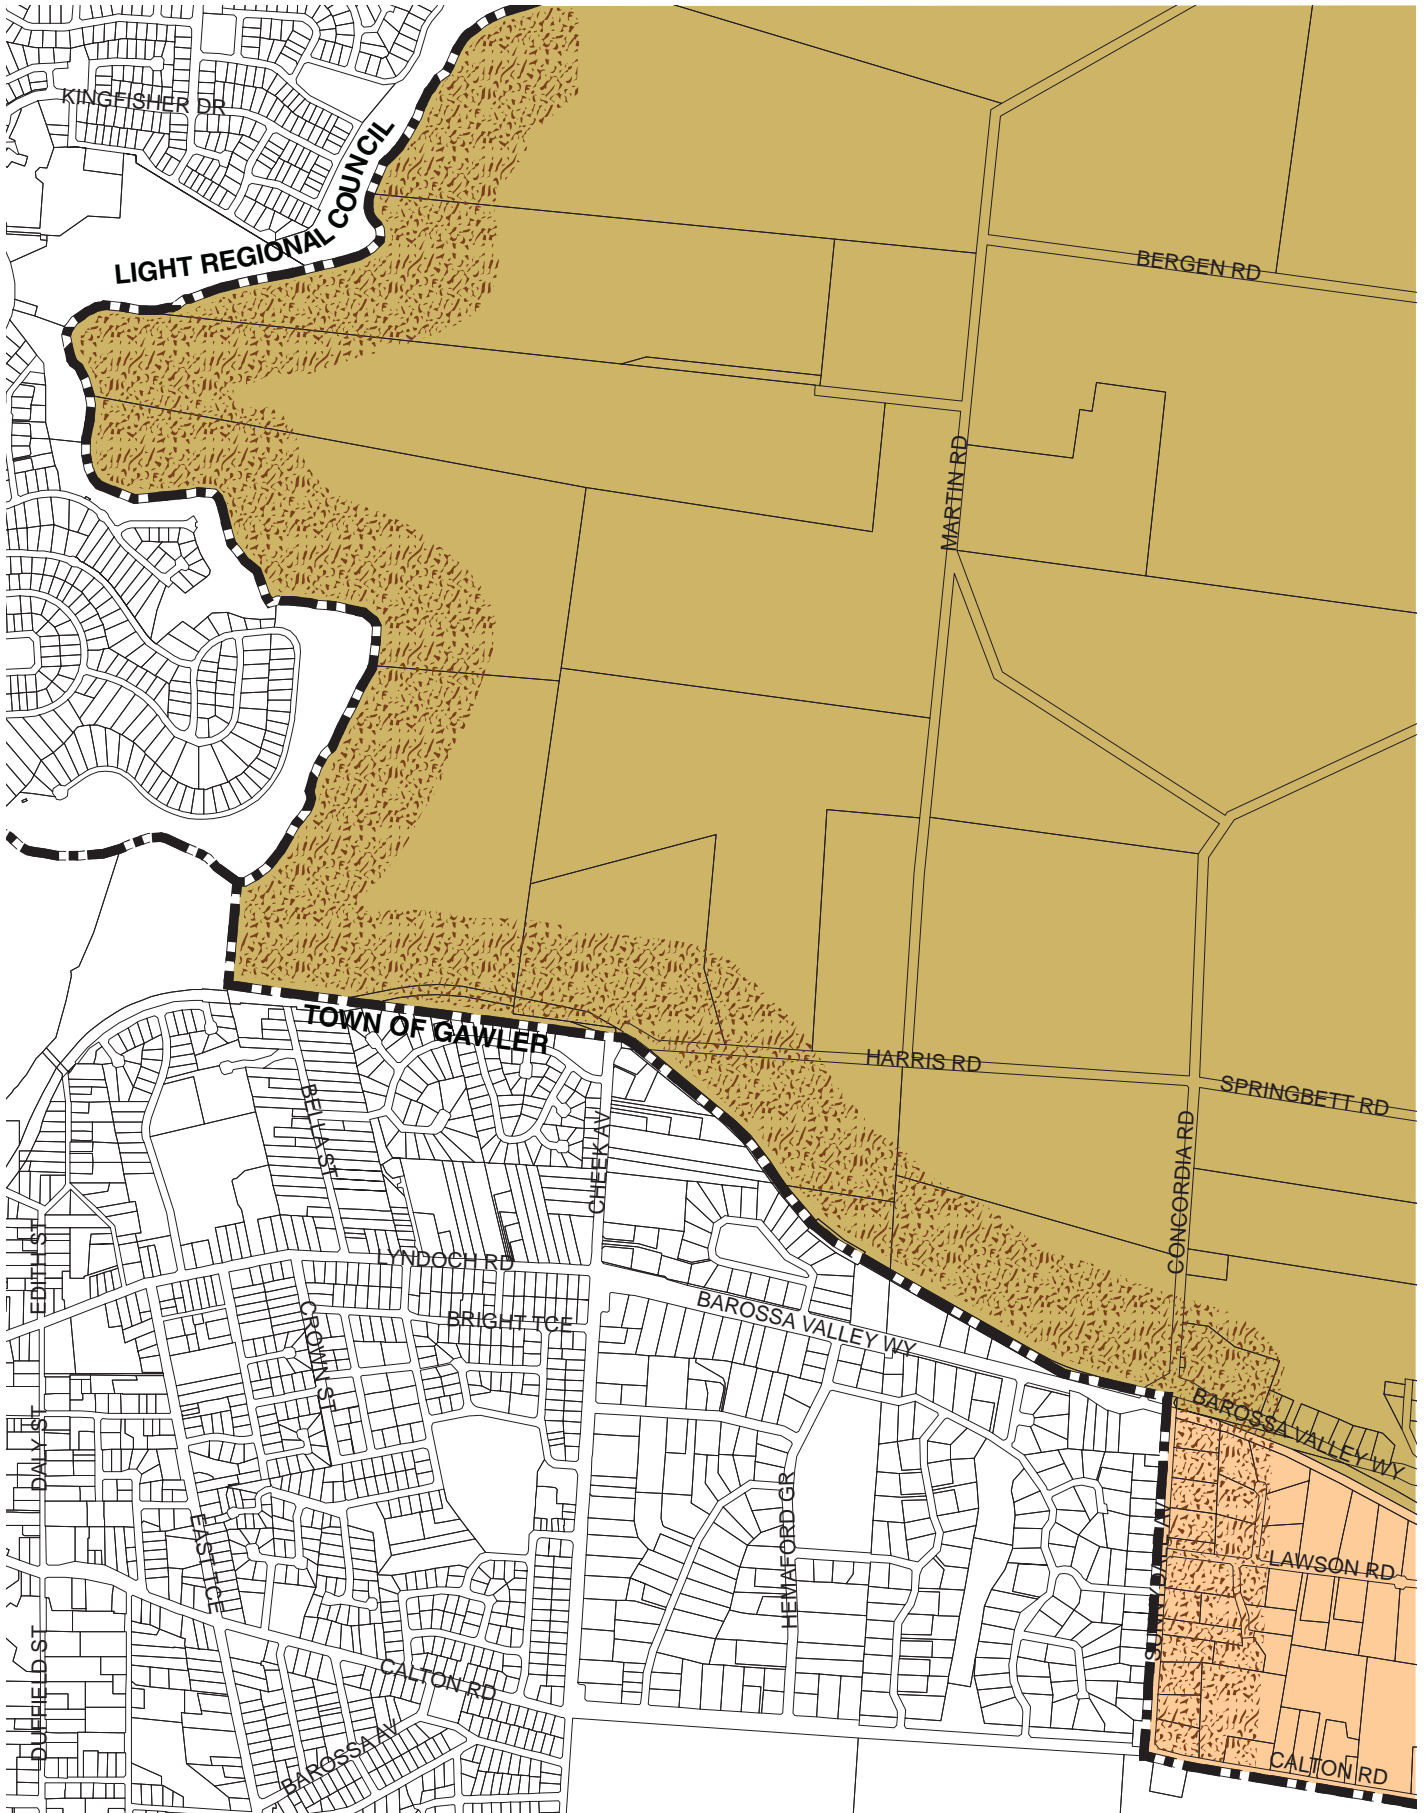 KINGFISHER DR
LIGHT REGIONAL COUNCIL
BERGEN RD
MARTIN RD
TOWN OF GAWLER
HARRIS RD
SPRINGBETT RD
BELLA ST
CHEEK AV
CONCORDIA RD
EDITH ST
LYNDOCH RD
CROWN ST
BRIGHT TCE
BAROSSA VALLEY WY
BAROSSA VALLEY WY
DALY ST
HEMAFORD GR
EAST TCE
LAWSON RD
DUFFIELD ST
CALTON RD
BAROSSA AV
CALTON RD